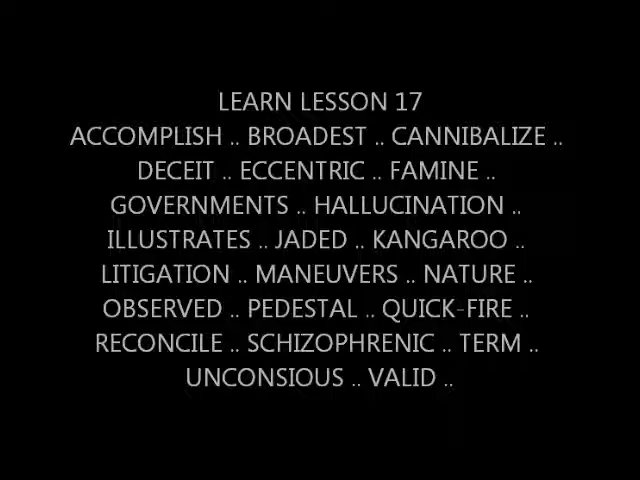 LEARN LESSON 17
ACCOMPLISH .. BROADEST .. CANNIBALIZE ..
DECEIT .. ECCENTRIC .. FAMINE ..
GOVERNMENTS .. HALLUCINATION ..
ILLUSTRATES .. JADED .. KANGAROO ..
LITIGATION .. MANEUVERS .. NATURE ..
OBSERVED .. PEDESTAL .. QUICK-FIRE ..
RECONCILE .. SCHIZOPHRENIC .. TERM ..
UNCONSIOUS .. VALID ..